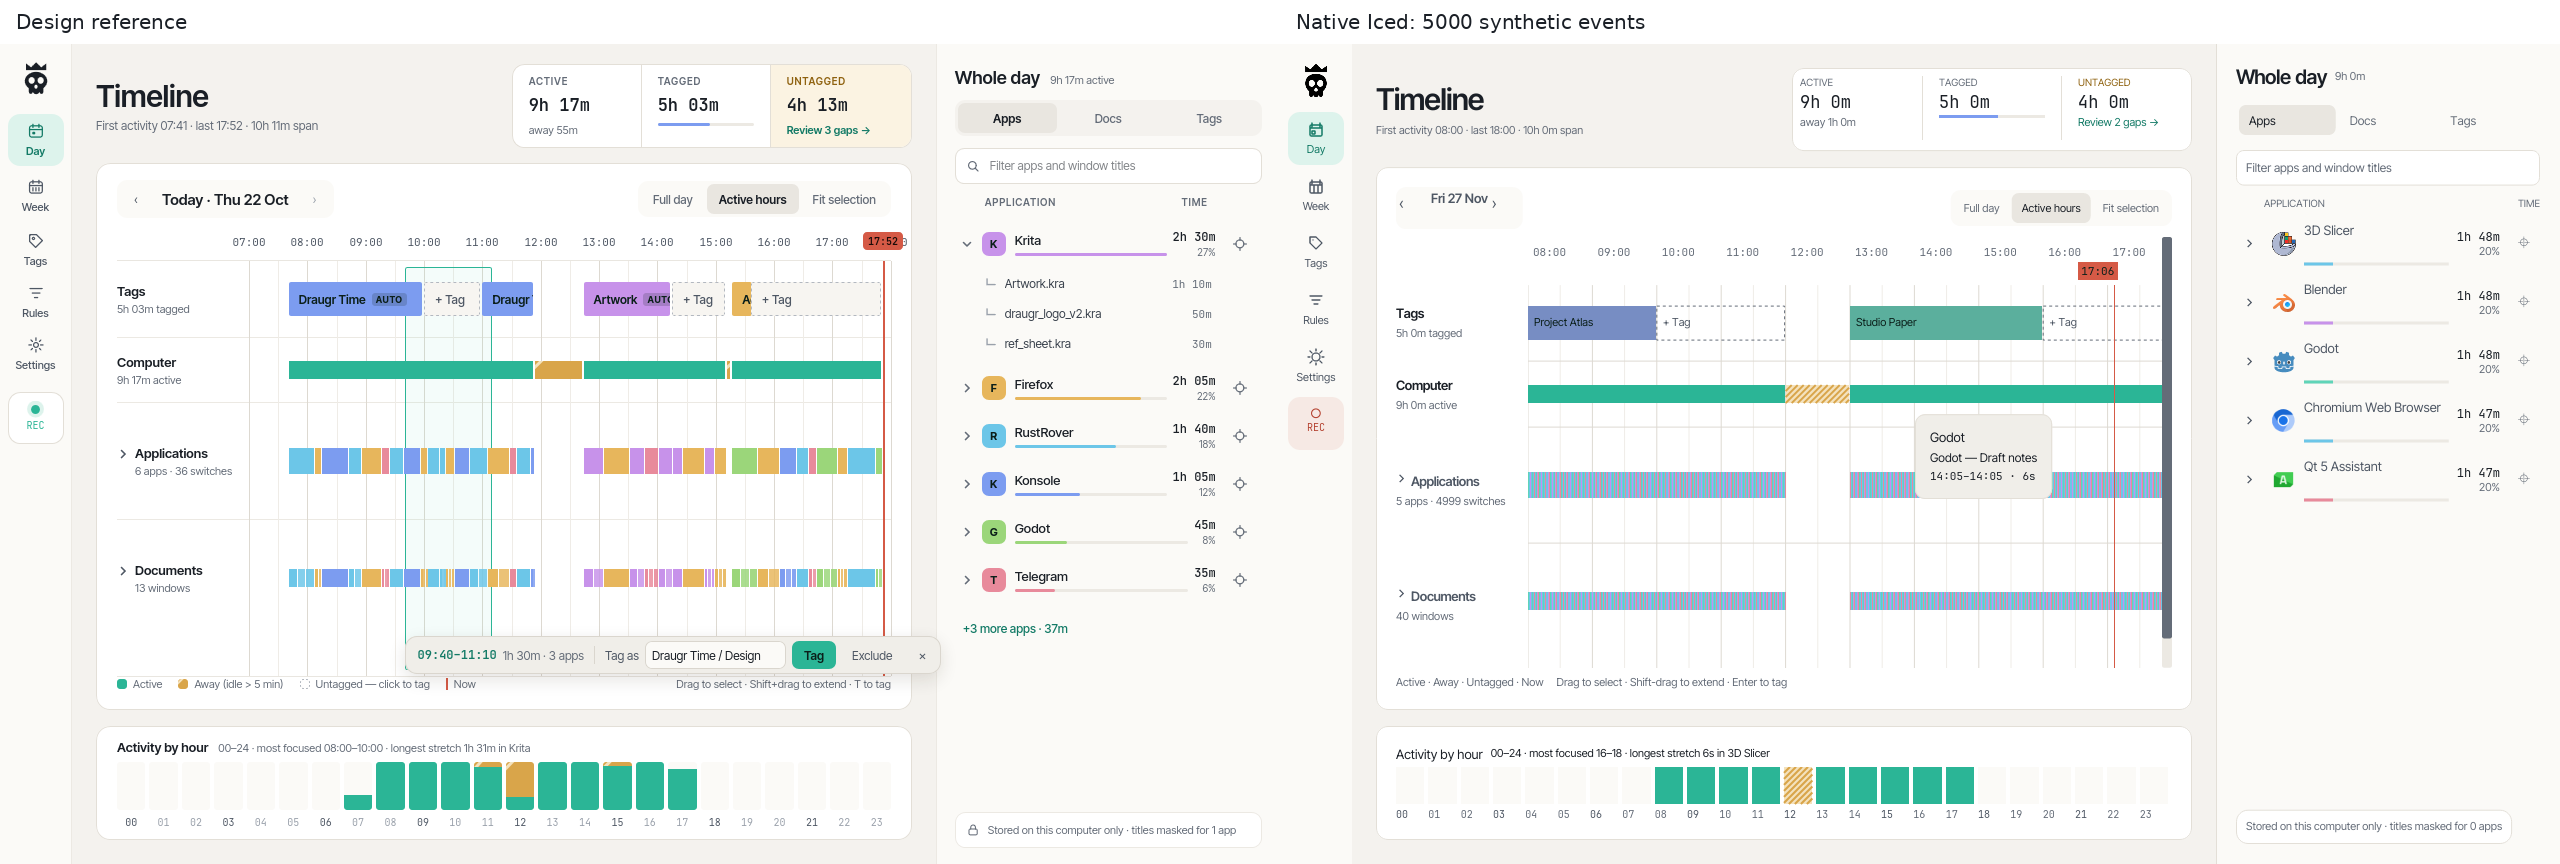 Design reference
Day
Week
Tags
Rules
Settings
REC
Timeline
First activity 07:41 · last 17:52 · 10h 11m span
ACTIVE
9h 17m
away 55m
TAGGED
5h 03m
UNTAGGED
4h 13m
Review 3 gaps →
‹ Today · Thu 22 Oct ›
Full day Active hours Fit selection
07:00 08:00 09:00 10:00 11:00 12:00 13:00 14:00 15:00 16:00 17:00 17:52
Tags
5h 03m tagged
Draugr Time AUTO + Tag Draugr Artwork AUTO + Tag A + Tag
Computer
9h 17m active
Applications
6 apps · 36 switches
Documents
13 windows
09:40–11:10 1h 30m · 3 apps Tag as Draugr Time / Design Tag Exclude ×
Active Away (idle > 5 min) Untagged — click to tag Now Drag to select · Shift+drag to extend · T to tag
Activity by hour 00–24 · most focused 08:00–10:00 · longest stretch 1h 31m in Krita
00 01 02 03 04 05 06 07 08 09 10 11 12 13 14 15 16 17 18 19 20 21 22 23
Whole day 9h 17m active
Apps Docs Tags
Filter apps and window titles
APPLICATION TIME
K Krita 2h 30m
27%
Artwork.kra 1h 10m
draugr_logo_v2.kra 50m
ref_sheet.kra 30m
F Firefox 2h 05m
22%
R RustRover 1h 40m
18%
K Konsole 1h 05m
12%
G Godot 45m
8%
T Telegram 35m
6%
+3 more apps · 37m
Stored on this computer only · titles masked for 1 app
Native Iced: 5000 synthetic events
Day
Week
Tags
Rules
Settings
REC
Timeline
First activity 08:00 · last 18:00 · 10h 0m span
ACTIVE
9h 0m
away 1h 0m
TAGGED
5h 0m
UNTAGGED
4h 0m
Review 2 gaps →
‹ Fri 27 Nov ›
Full day Active hours Fit selection
08:00 09:00 10:00 11:00 12:00 13:00 14:00 15:00 16:00 17:00
17:06
Tags
5h 0m tagged
Project Atlas + Tag Studio Paper + Tag
Computer
9h 0m active
Godot
Godot — Draft notes
14:05–14:05 · 6s
Applications
5 apps · 4999 switches
Documents
40 windows
Active · Away · Untagged · Now Drag to select · Shift-drag to extend · Enter to tag
Activity by hour 00–24 · most focused 16–18 · longest stretch 6s in 3D Slicer
00 01 02 03 04 05 06 07 08 09 10 11 12 13 14 15 16 17 18 19 20 21 22 23
Whole day 9h 0m
Apps Docs Tags
Filter apps and window titles
APPLICATION TIME
3D Slicer 1h 48m
20%
Blender 1h 48m
20%
Godot 1h 48m
20%
Chromium Web Browser 1h 47m
20%
Qt 5 Assistant 1h 47m
20%
Stored on this computer only · titles masked for 0 apps